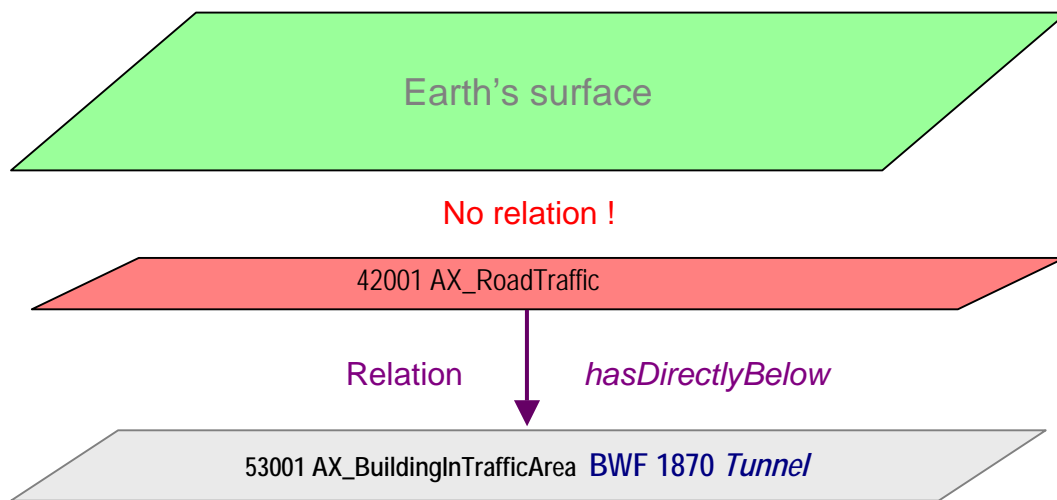 Earth's surface
No relation !
42001 AX_RoadTraffic
Relation hasDirectlyBelow
53001 AX_BuildingInTrafficArea BWF 1870 Tunnel